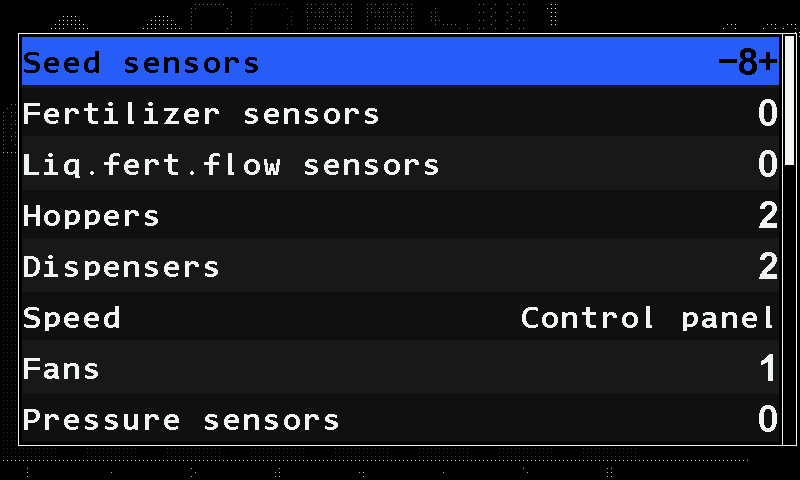 Seed sensors −8+
Fertilizer sensors 0
Liq.fert.flow sensors 0
Hoppers 2
Dispensers 2
Speed Control panel
Fans 1
Pressure sensors 0